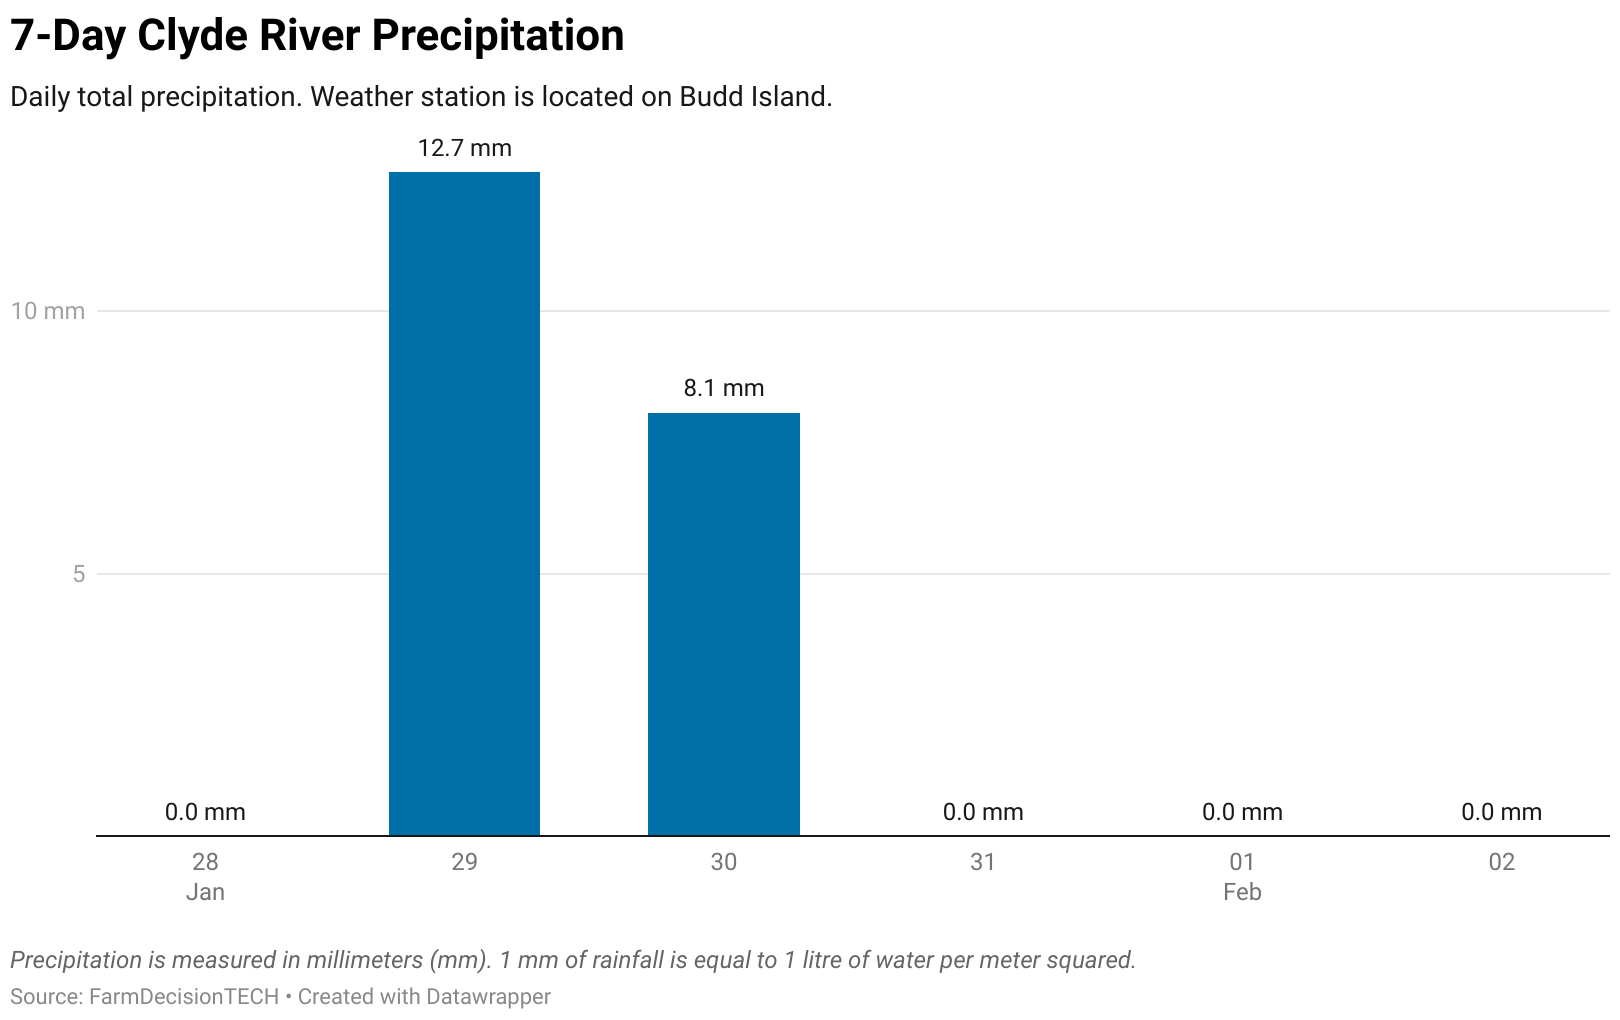 7-Day Clyde River Precipitation
Daily total precipitation. Weather station is located on Budd Island.
12.7 mm
10 mm
8.1 mm
5
0.0 mm
0.0 mm
0.0 mm
0.0 mm
28
29
30
31
01
02
Jan
Feb
Precipitation is measured in millimeters (mm). 1 mm of rainfall is equal to 1 litre of water per meter squared.
Source: FarmDecisionTECH • Created with Datawrapper